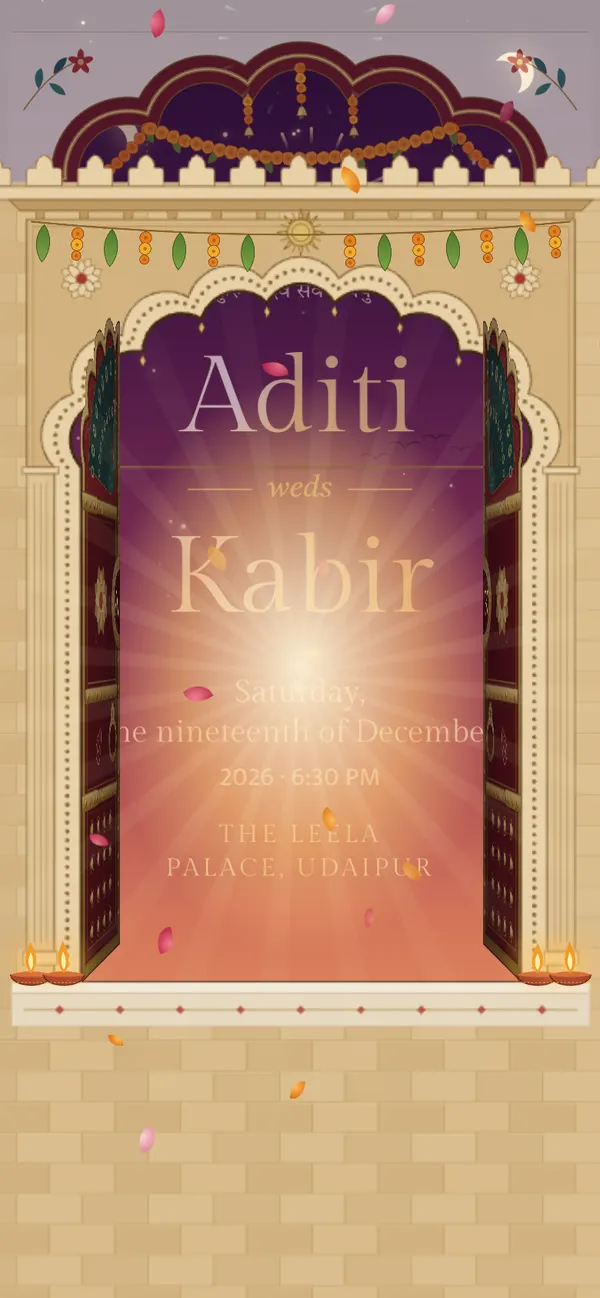 Aditi
weds
Kabir
Saturday,
he nineteenth of Decembe
2026 · 6:30 PM
THE LEELA
PALACE, UDAIPUR